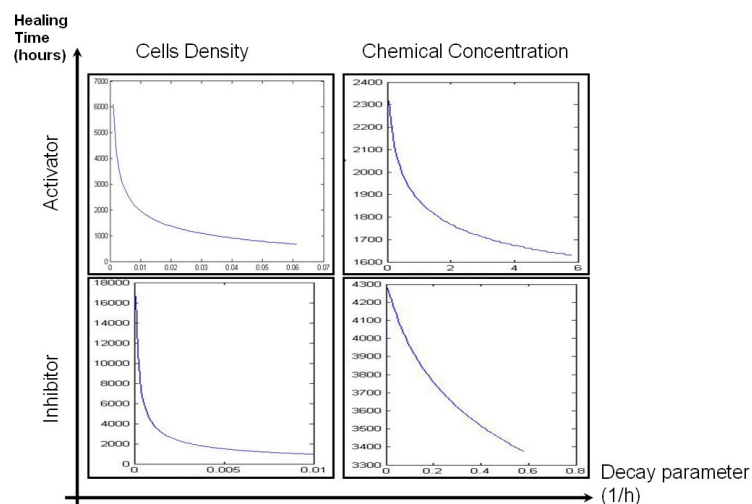 Healing
Time
(hours)
Cells Density
Chemical Concentration
Activator
7000
6000
5000
4000
3000
2000
1000
0
0 0.01 0.02 0.03 0.04 0.05 0.06 0.07
2400
2300
2200
2100
2000
1900
1800
1700
1600
0 2 4 6 8
Inhibitor
18000
16000
14000
12000
10000
8000
6000
4000
2000
0
0 0.005 0.01
4300
4200
4100
4000
3900
3800
3700
3600
3500
3400
3300
0 0.2 0.4 0.6 0.8
Decay parameter
(1/h)